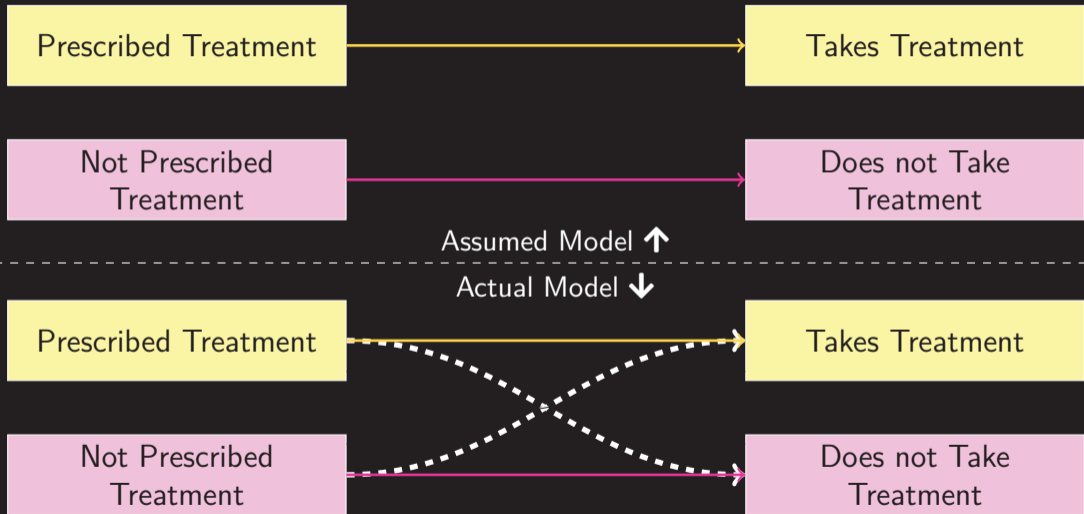 Prescribed Treatment
Takes Treatment
Not Prescribed
Treatment
Does not Take
Treatment
Assumed Model ↑
Actual Model ↓
Prescribed Treatment
Takes Treatment
Not Prescribed
Treatment
Does not Take
Treatment